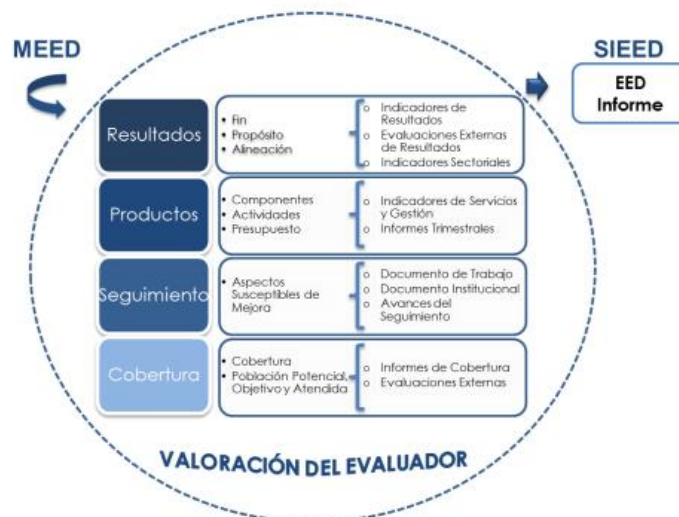 MEED
SIEED
EED
Informe
Resultados
• Fin
• Propósito
• Alineación
o Indicadores de
Resultados
o Evaluaciones Externas
de Resultados
o Indicadores Sectoriales
Productos
• Componentes
• Actividades
• Presupuesto
o Indicadores de Servicios
y Gestión
o Informes Trimestrales
Seguimiento
• Aspectos
Susceptibles de
Mejora
o Documento de Trabajo
o Documento Institucional
o Avances del
Seguimiento
Cobertura
• Cobertura
• Población Potencial,
Objetivo y Atendida
o Informes de Cobertura
o Evaluaciones Externas
VALORACIÓN DEL EVALUADOR